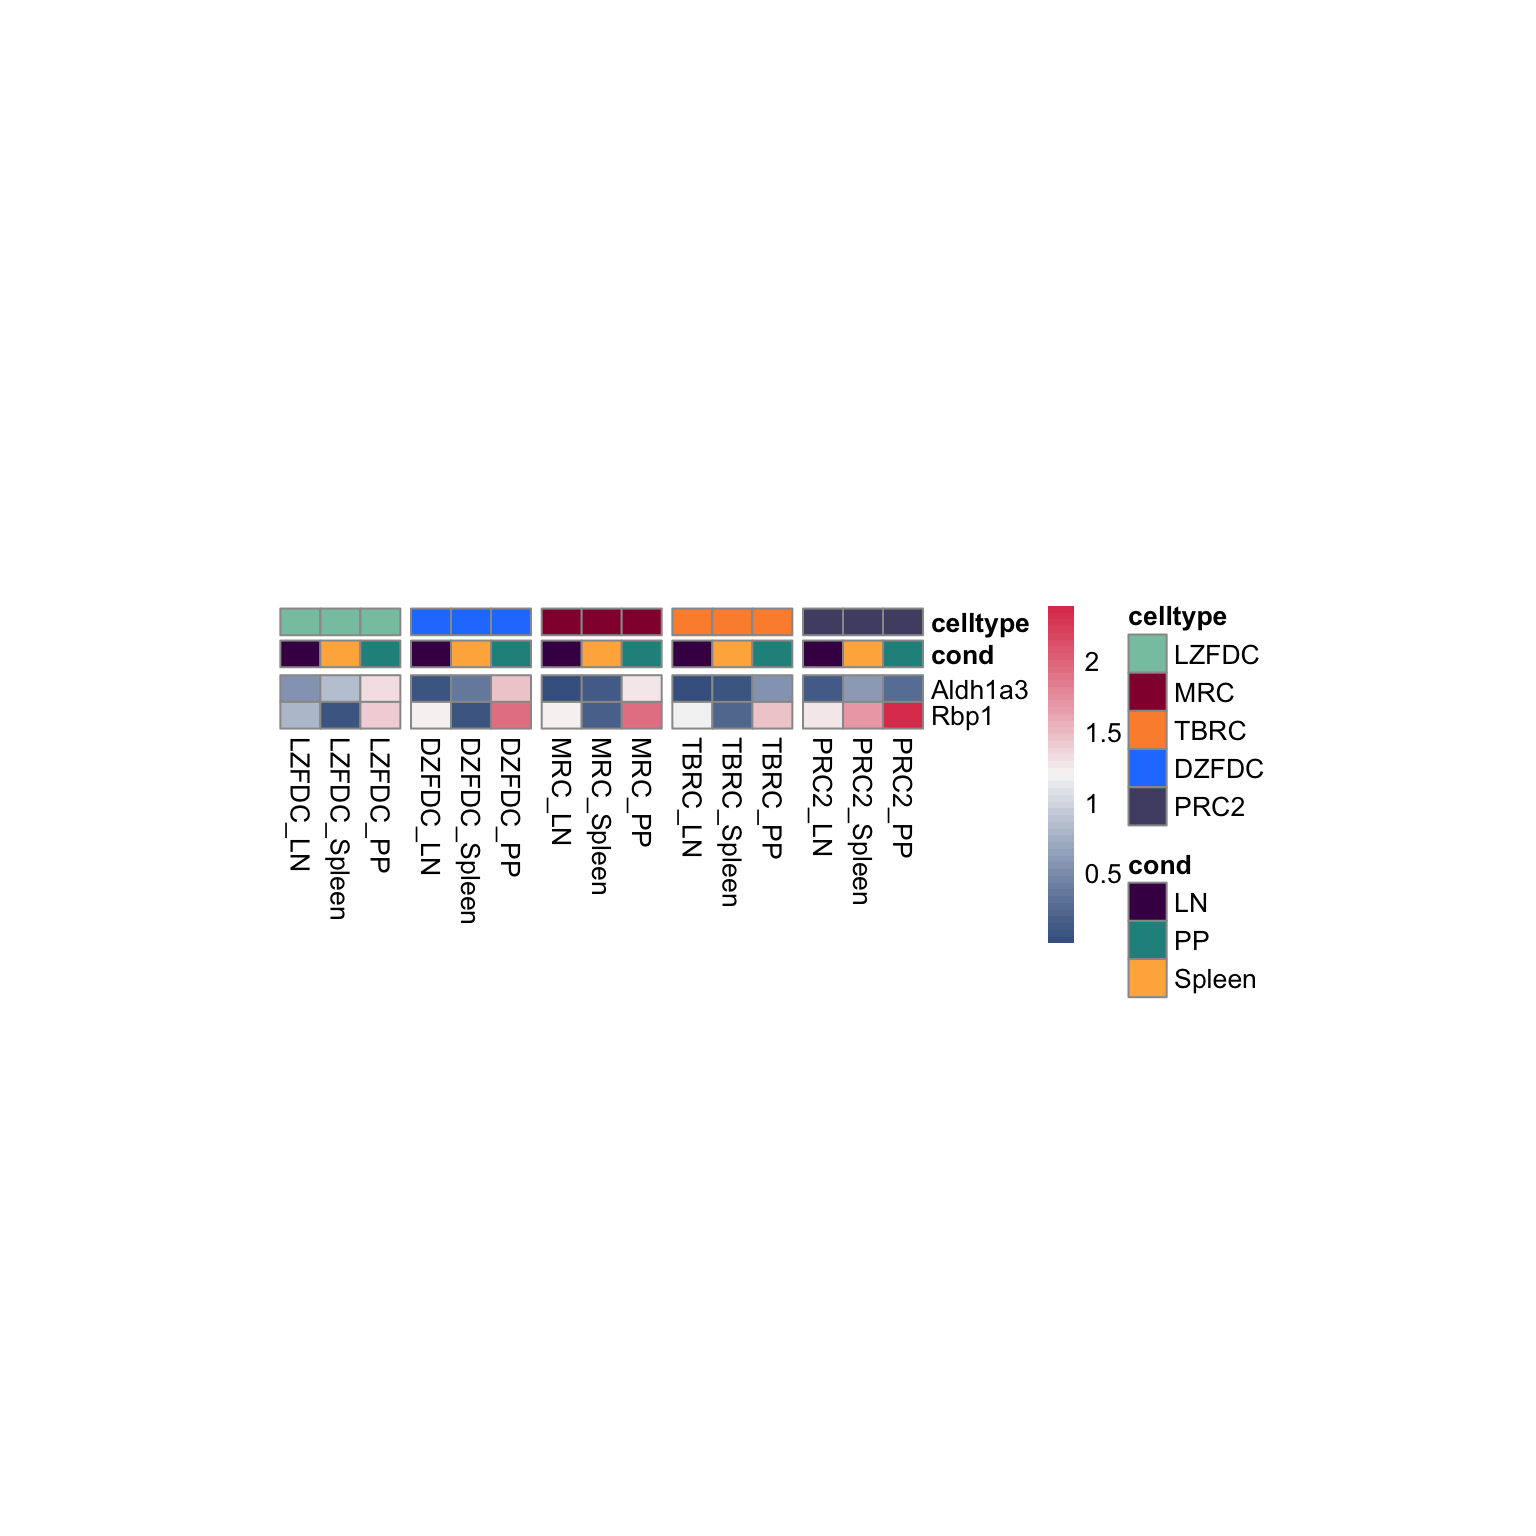 celltype
cond
Aldh1a3
Rbp1
LZFDC_LN
LZFDC_Spleen
LZFDC_PP
DZFDC_LN
DZFDC_Spleen
DZFDC_PP
MRC_LN
MRC_Spleen
MRC_PP
TBRC_LN
TBRC_Spleen
TBRC_PP
PRC2_LN
PRC2_Spleen
PRC2_PP
2
1.5
1
0.5
celltype
LZFDC
MRC
TBRC
DZFDC
PRC2
cond
LN
PP
Spleen